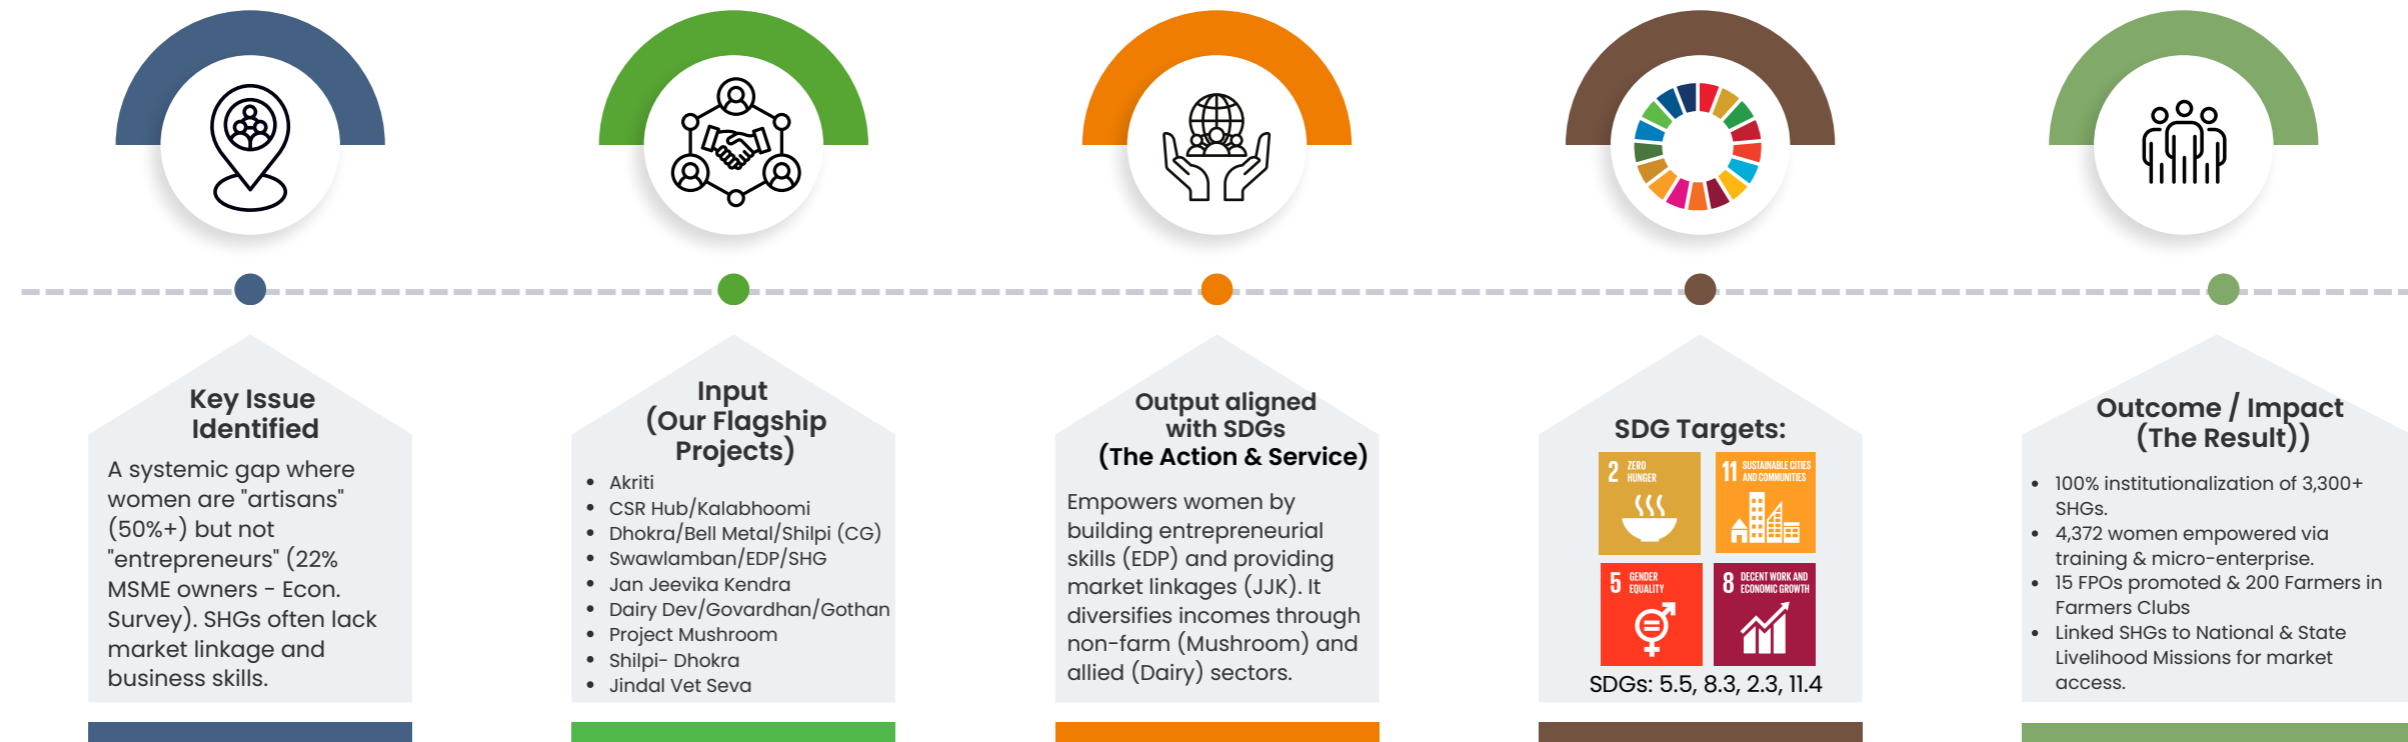 Key Issue
Identified
A systemic gap where
women are "artisans"
(50%+) but not
"entrepreneurs" (22%
MSME owners - Econ.
Survey). SHGs often lack
market linkage and
business skills.
Input
(Our Flagship
Projects)
• Akriti
• CSR Hub/Kalabhoomi
• Dhokra/Bell Metal/Shilpi (CG)
• Swawlamban/EDP/SHG
• Jan Jeevika Kendra
• Dairy Dev/Govardhan/Gothan
• Project Mushroom
• Shilpi- Dhokra
• Jindal Vet Seva
Output aligned
with SDGs
(The Action & Service)
Empowers women by
building entrepreneurial
skills (EDP) and providing
market linkages (JJK). It
diversifies incomes through
non-farm (Mushroom) and
allied (Dairy) sectors.
SDG Targets:
2 ZERO
HUNGER
11 SUSTAINABLE CITIES
AND COMMUNITIES
5 GENDER
EQUALITY
8 DECENT WORK AND
ECONOMIC GROWTH
SDGs: 5.5, 8.3, 2.3, 11.4
Outcome / Impact
(The Result))
• 100% institutionalization of 3,300+
SHGs.
• 4,372 women empowered via
training & micro-enterprise.
• 15 FPOs promoted & 200 Farmers in
Farmers Clubs
• Linked SHGs to National & State
Livelihood Missions for market
access.